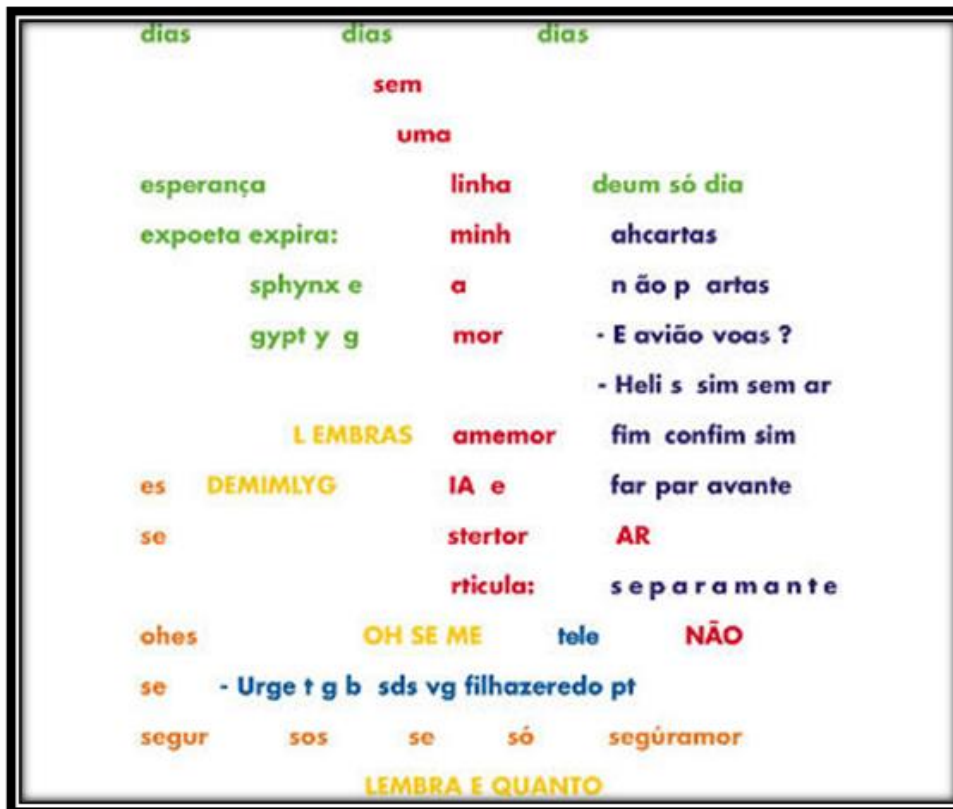 dias dias dias
sem
uma
esperança linha deum só dia
expoeta expira: minh ahcartas
sphynx e a n ão p artas
gypt y g mor - E avião voas ?
- Heli s sim sem ar
L EMBRAS amemor fim confim sim
es DEMIMLYG IA e far par avante
se stertor AR
rticula: s e p a r a m a n t e
ohes OH SE ME tele NÃO
se - Urge t g b sds vg filhazeredo pt
segur sos se só segúramor
LEMBRA E QUANTO